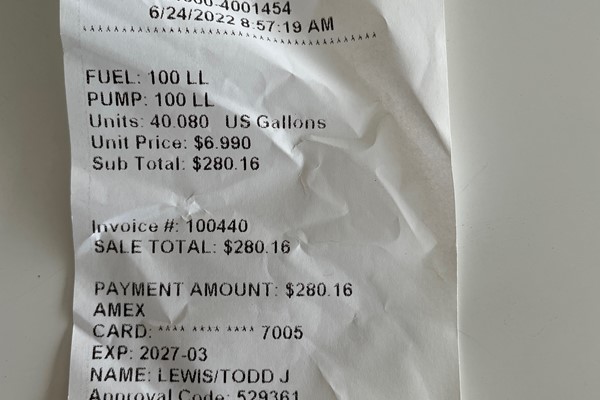 4001454
6/24/2022 8:57:19 AM
FUEL: 100 LL
PUMP: 100 LL
Units: 40.080 US Gallons
Unit Price: $6.990
Sub Total: $280.16
Invoice #: 100440
SALE TOTAL: $280.16
PAYMENT AMOUNT: $280.16
AMEX
CARD: **** **** **** 7005
EXP: 2027-03
NAME: LEWIS/TODD J
Approval Code: 529361